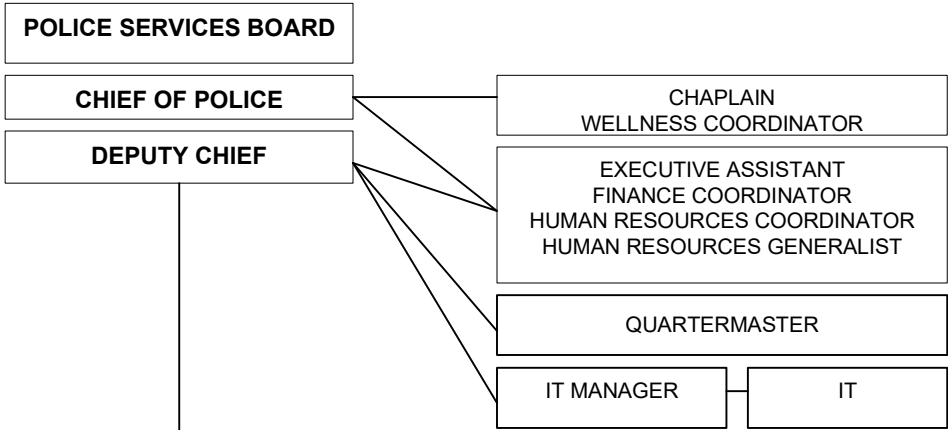 POLICE SERVICES BOARD
CHIEF OF POLICE
DEPUTY CHIEF
CHAPLAIN
WELLNESS COORDINATOR
EXECUTIVE ASSISTANT
FINANCE COORDINATOR
HUMAN RESOURCES COORDINATOR
HUMAN RESOURCES GENERALIST
QUARTERMASTER
IT MANAGER
IT